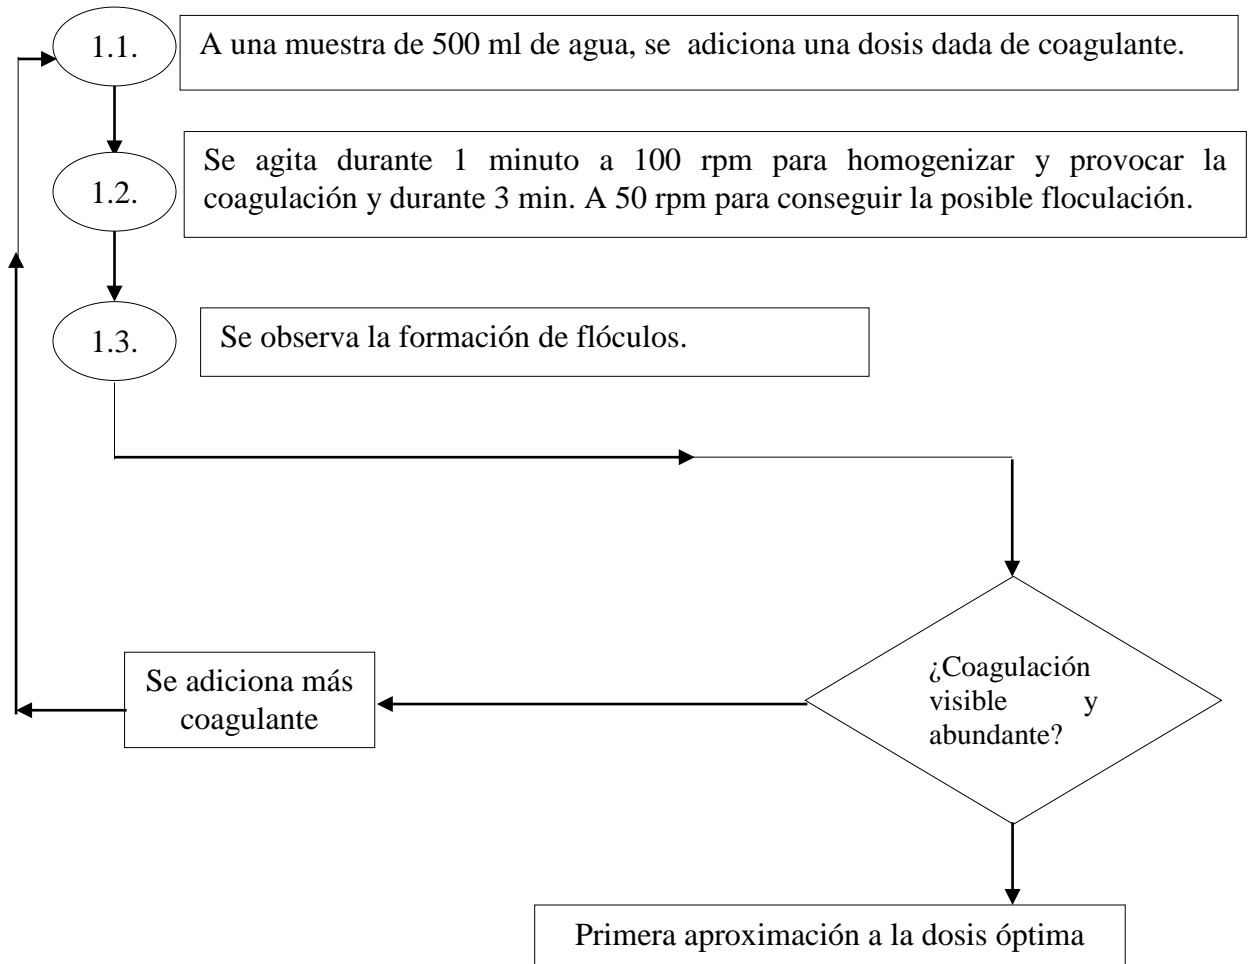 1.1.
A una muestra de 500 ml de agua, se adiciona una dosis dada de coagulante.
1.2.
Se agita durante 1 minuto a 100 rpm para homogenizar y provocar la
coagulación y durante 3 min. A 50 rpm para conseguir la posible floculación.
1.3.
Se observa la formación de flóculos.
¿Coagulación
visible y
abundante?
Se adiciona más
coagulante
Primera aproximación a la dosis óptima